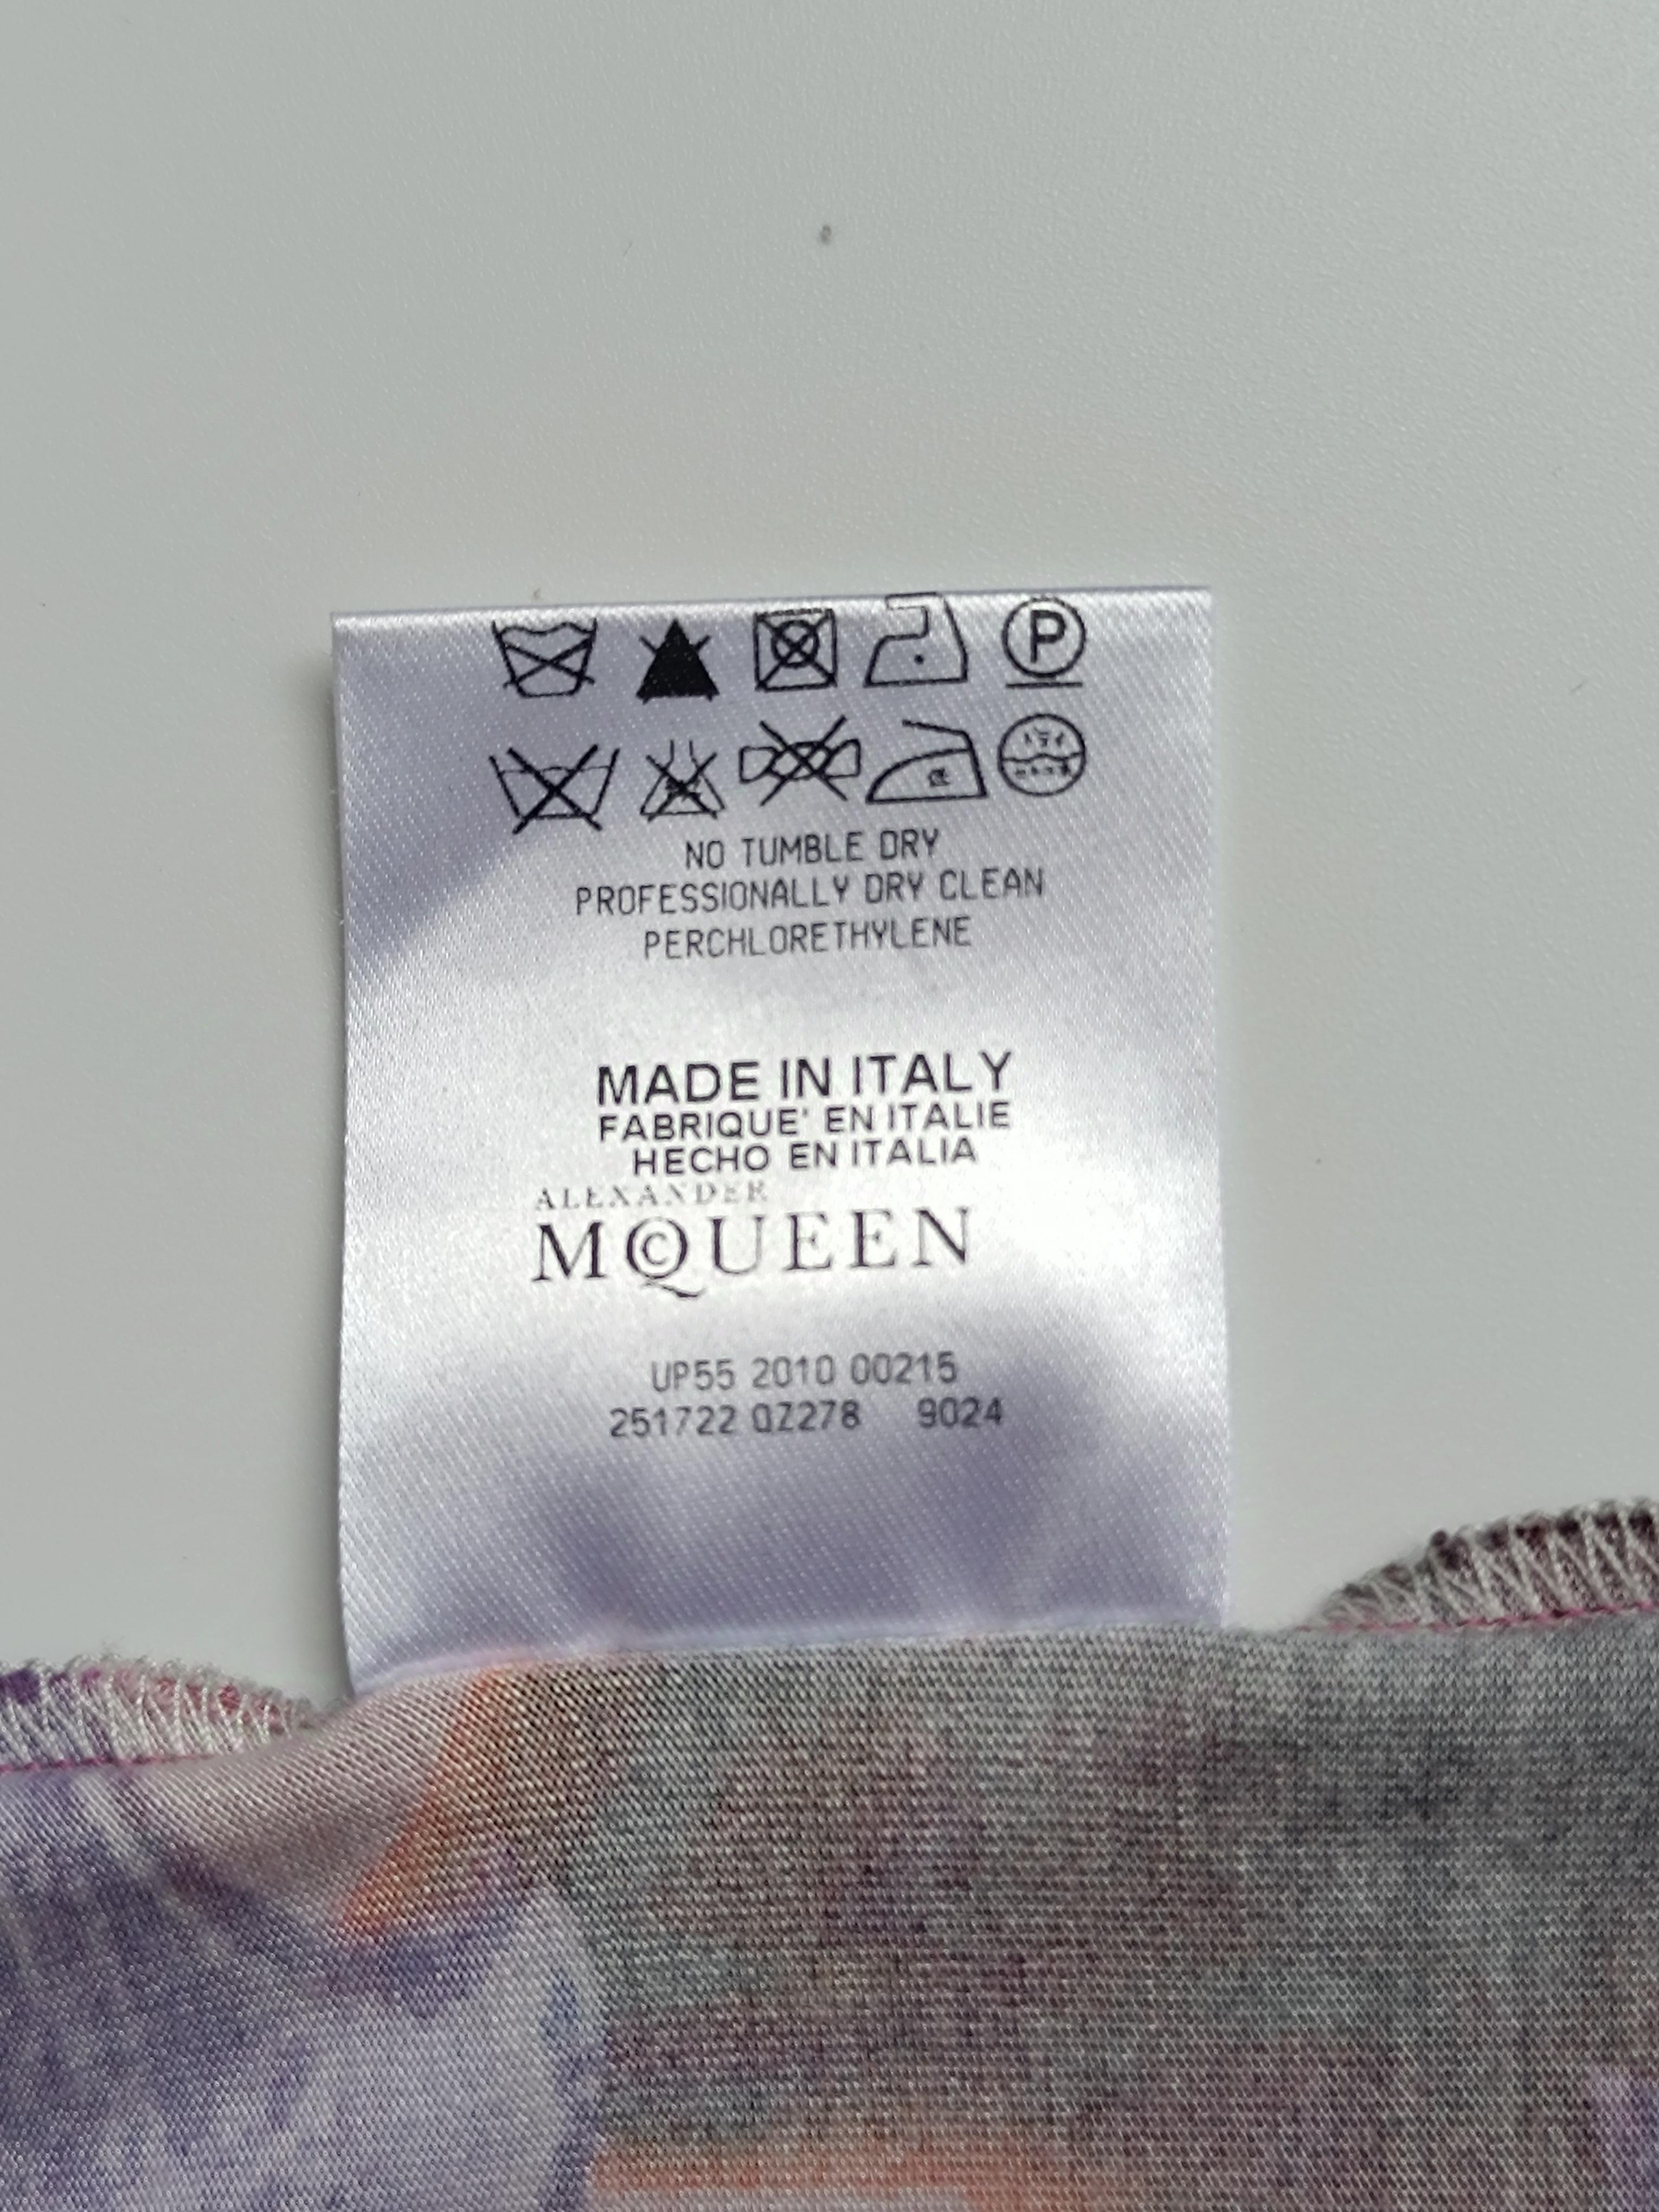 P
NO TUMBLE DRY
PROFESSIONALLY DRY CLEAN
PERCHLORETHYLENE
MADE IN ITALY
FABRIQUE' EN ITALIE
HECHO EN ITALIA
ALEXANDER
MCQUEEN
UP55 2010 00215
251722 QZ278 9024